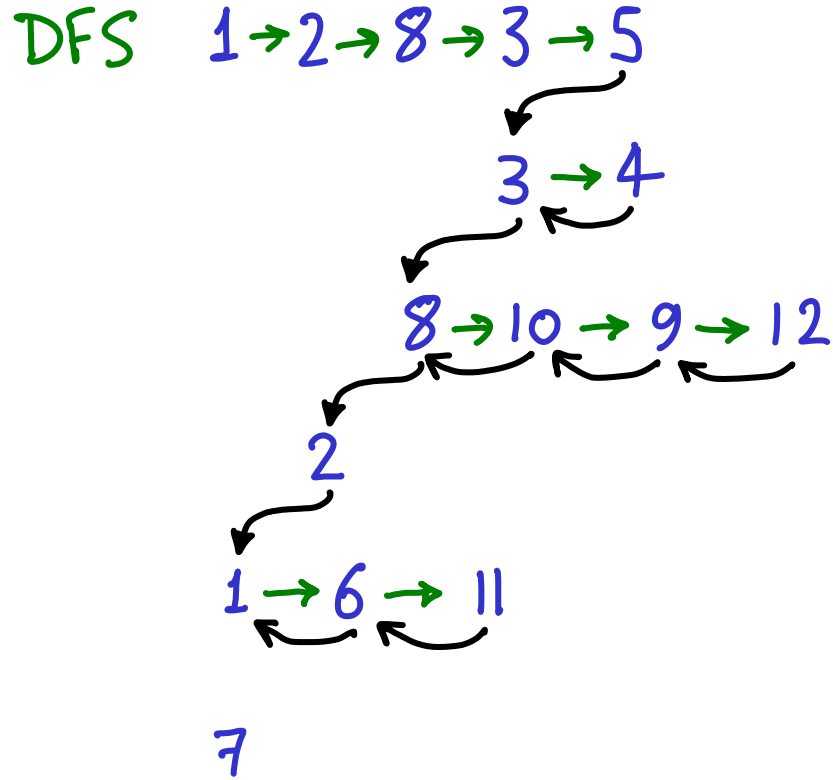 DFS 1 → 2 → 8 → 3 → 5
3 → 4
8 → 10 → 9 → 12
2
1 → 6 → 11
7